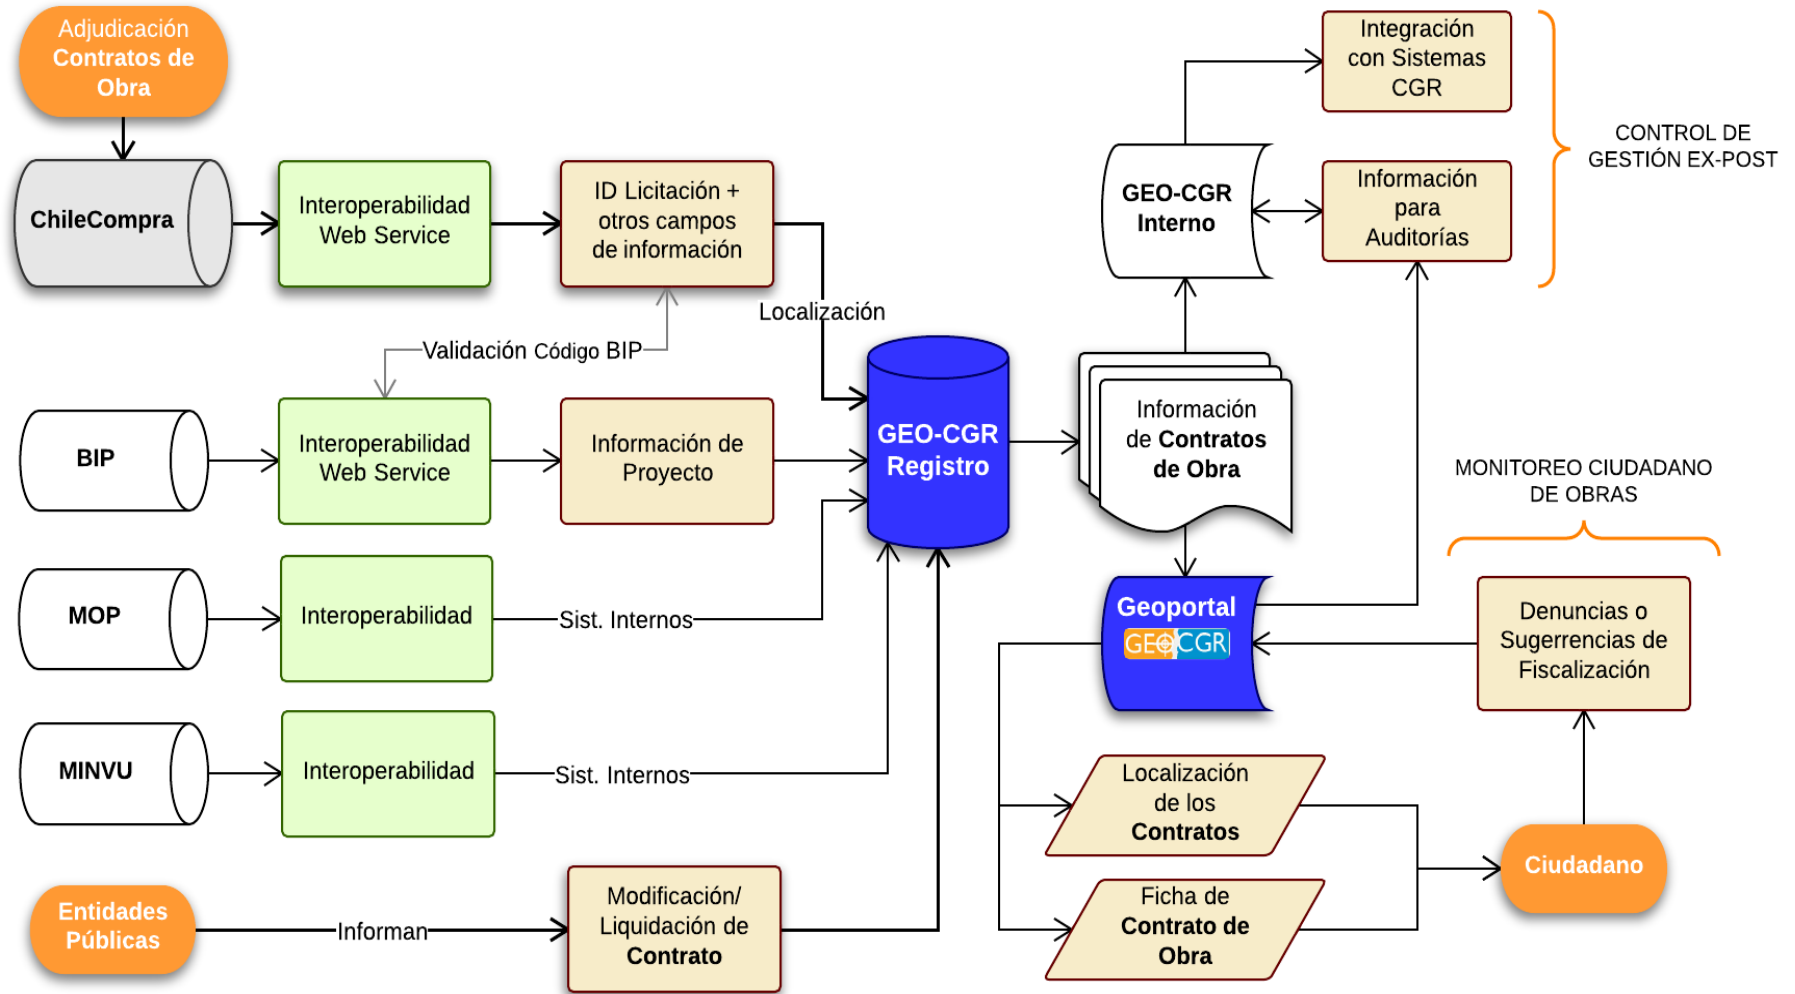 Adjudicación
Contratos de
Obra
ChileCompra
Interoperabilidad
Web Service
ID Licitación +
otros campos
de información
Localización
Validación Código BIP
BIP
Interoperabilidad
Web Service
Información de
Proyecto
MOP
Interoperabilidad
Sist. Internos
MINVU
Interoperabilidad
Sist. Internos
Entidades
Públicas
Informan
Modificación/
Liquidación de
Contrato
GEO-CGR
Registro
Información
de Contratos
de Obra
GEO-CGR
Interno
Integración
con Sistemas
CGR
Información
para
Auditorías
CONTROL DE
GESTIÓN EX-POST
MONITOREO CIUDADANO
DE OBRAS
Geoportal
GEO CGR
Denuncias o
Sugerrencias de
Fiscalización
Localización
de los
Contratos
Ficha de
Contrato de
Obra
Ciudadano